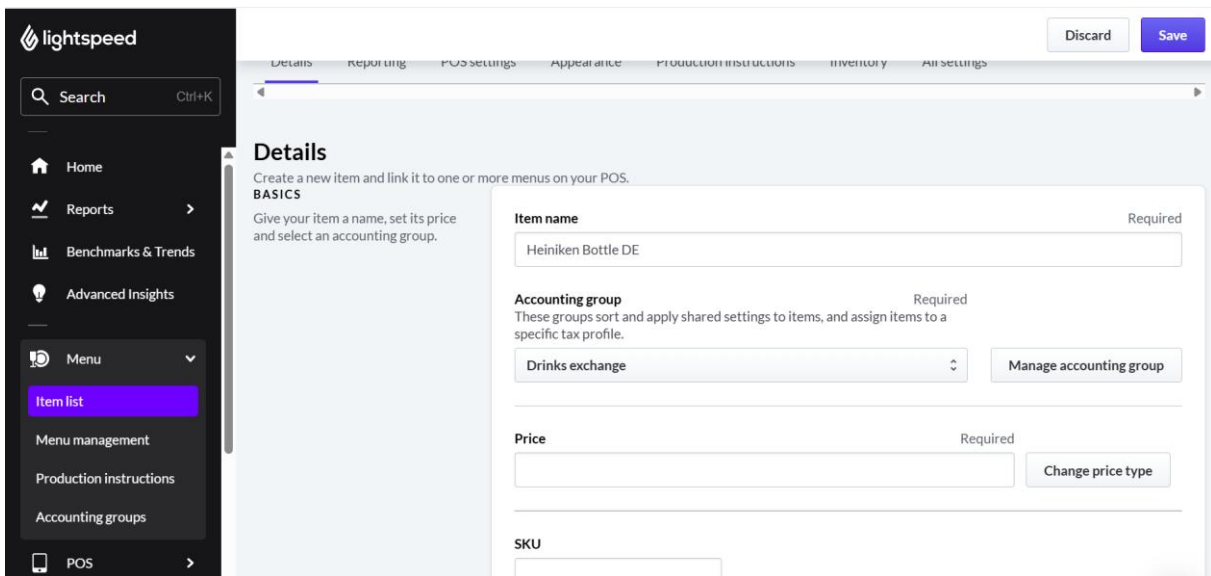 lightspeed
Discard
Save
Details
Reporting
POS settings
Appearance
Production instructions
Inventory
All settings
Search
Ctrl+K
Home
Reports
Benchmarks & Trends
Advanced Insights
Menu
Item list
Menu management
Production instructions
Accounting groups
POS
Details
Create a new item and link it to one or more menus on your POS.
BASICS
Give your item a name, set its price
and select an accounting group.
Item name
Required
Heiniken Bottle DE
Accounting group
Required
These groups sort and apply shared settings to items, and assign items to a
specific tax profile.
Drinks exchange
Manage accounting group
Price
Required
Change price type
SKU